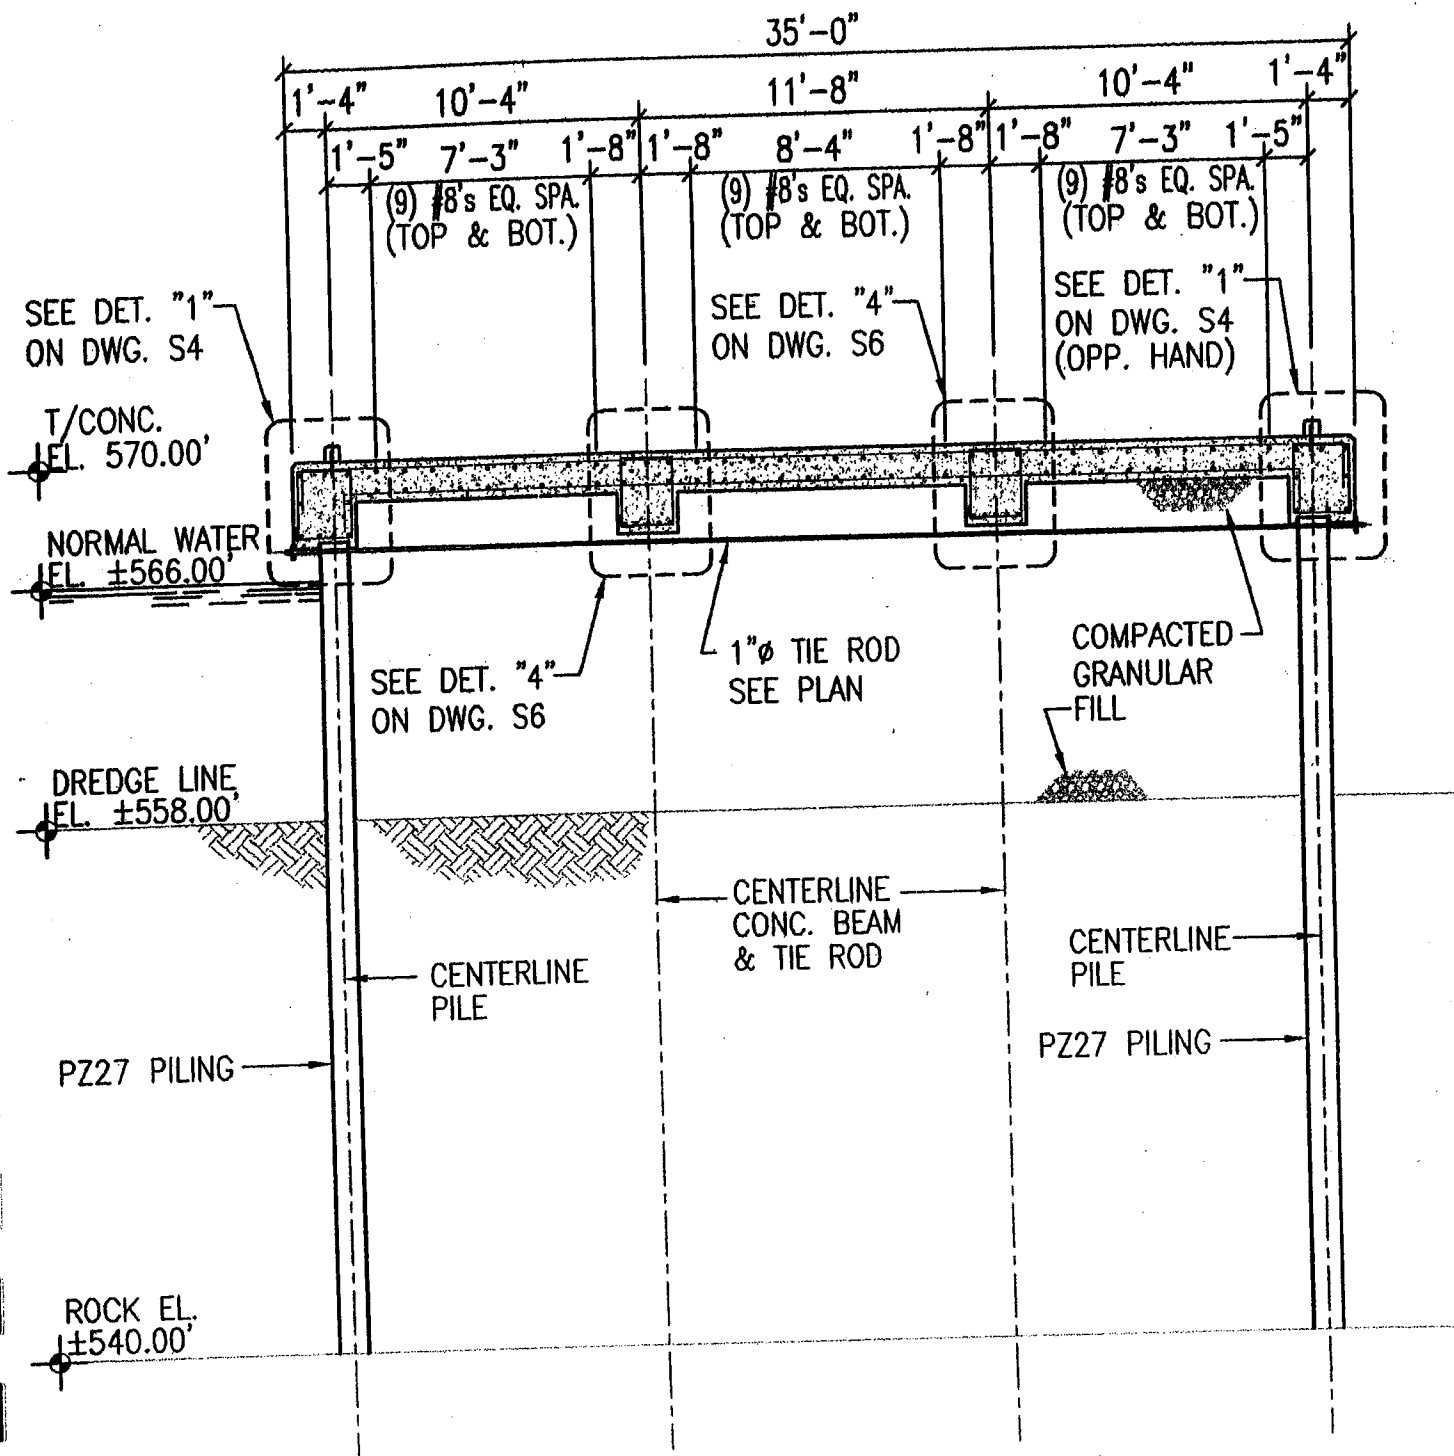 35'-0"
1'-4" 10'-4" 11'-8" 10'-4" 1'-4"
1'-5" 7'-3" 1'-8" 1'-8" 8'-4" 1'-8" 1'-8" 7'-3" 1'-5"
(9) #8's EQ. SPA.
(TOP & BOT.)
(9) #8's EQ. SPA.
(TOP & BOT.)
(9) #8's EQ. SPA.
(TOP & BOT.)
SEE DET. "1"
ON DWG. S4
SEE DET. "4"
ON DWG. S6
SEE DET. "1"
ON DWG. S4
(OPP. HAND)
T/CONC.
EL. 570.00'
NORMAL WATER
EL. ±566.00'
SEE DET. "4"
ON DWG. S6
1"ø TIE ROD
SEE PLAN
COMPACTED
GRANULAR
FILL
DREDGE LINE
EL. ±558.00'
CENTERLINE
CONC. BEAM
& TIE ROD
CENTERLINE
PILE
CENTERLINE
PILE
PZ27 PILING
PZ27 PILING
ROCK EL.
±540.00'